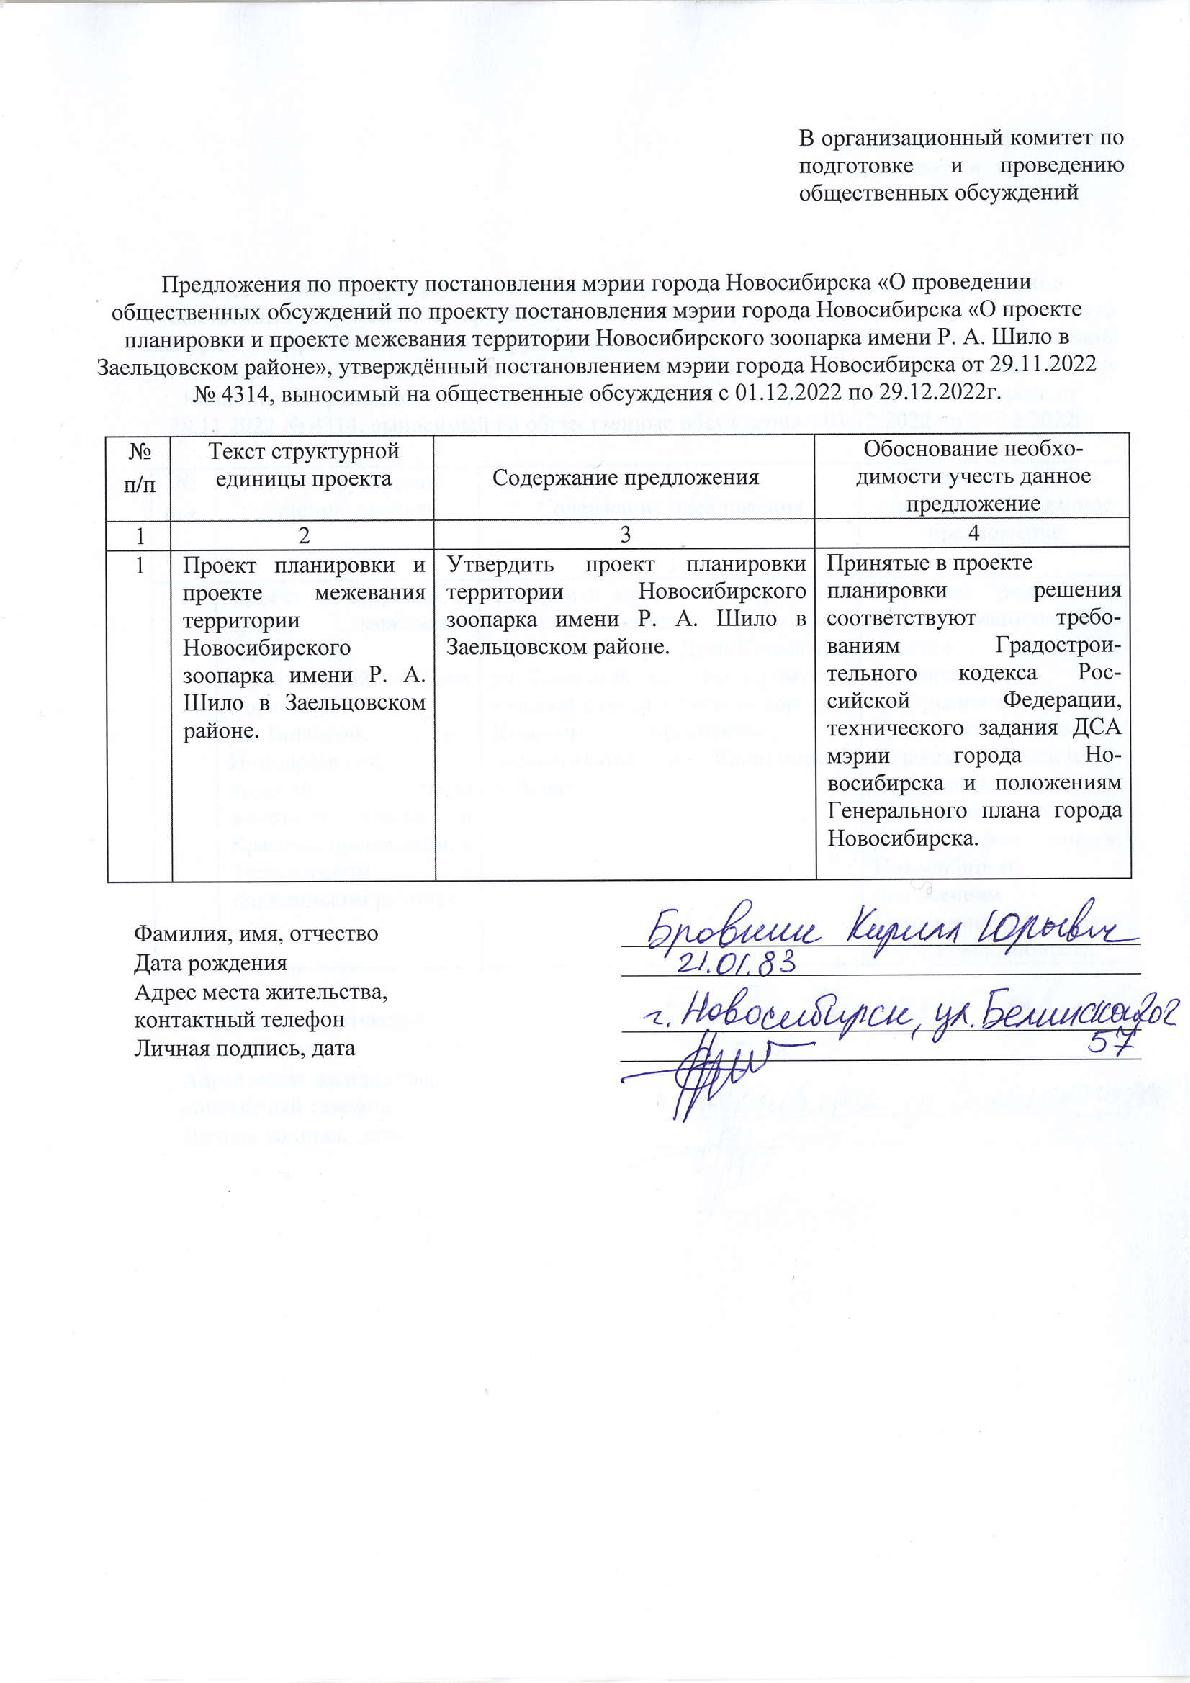 В организационный комитет по
подготовке и проведению
общественных обсуждений
Предложения по проекту постановления мэрии города Новосибирска «О проведении
общественных обсуждений по проекту постановления мэрии города Новосибирска «О проекте
планировки и проекте межевания территории Новосибирского зоопарка имени Р. А. Шило в
Заельцовском районе», утверждённый постановлением мэрии города Новосибирска от 29.11.2022
№ 4314, выносимый на общественные обсуждения с 01.12.2022 по 29.12.2022г.
№
п/п
Текст структурной
единицы проекта
Содержание предложения
Обоснование необхо-
димости учесть данное
предложение
1 2 3 4
1
Проект планировки и
проекте межевания
территории
Новосибирского
зоопарка имени Р. А.
Шило в Заельцовском
районе.
Утвердить проект планировки
территории Новосибирского
зоопарка имени Р. А. Шило в
Заельцовском районе.
Принятые в проекте
планировки решения
соответствуют требо-
ваниям Градострои-
тельного кодекса Рос-
сийской Федерации,
технического задания ДСА
мэрии города Но-
восибирска и положениям
Генерального плана города
Новосибирска.
Фамилия, имя, отчество Кирилл Юрьевич
Дата рождения 21.01.83
Адрес места жительства,
контактный телефон г. Новосибирск, ул. Белинского 202
57
Личная подпись, дата